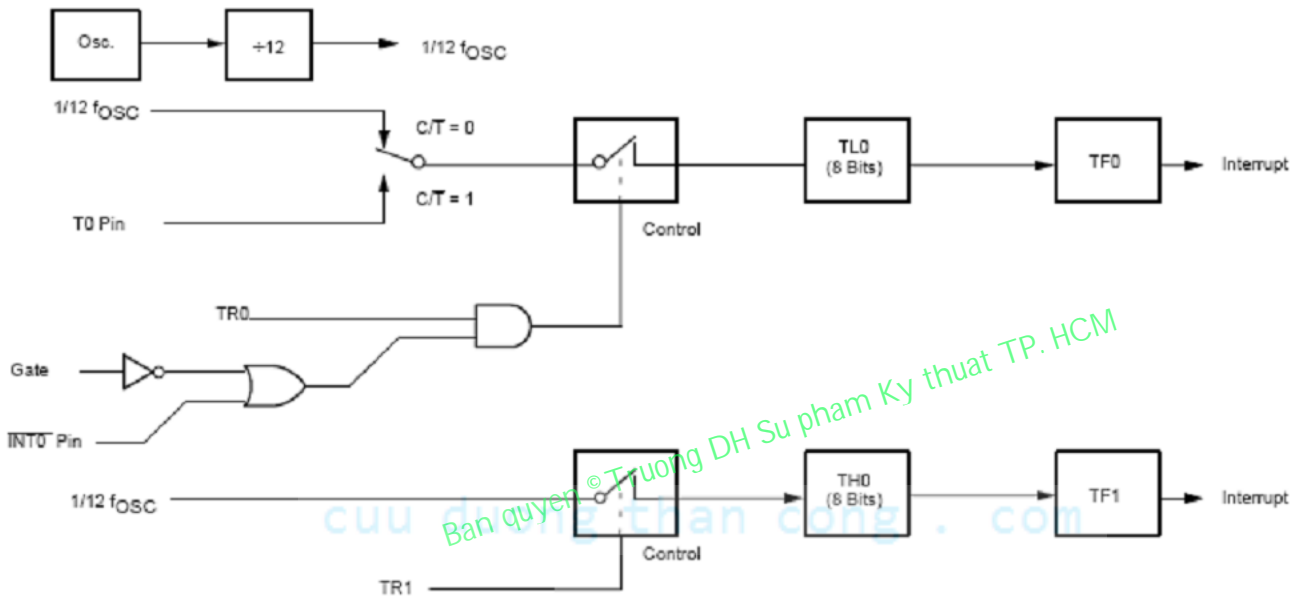 Osc.
÷12
1/12 fOSC
1/12 fOSC
C/T = 0
C/T = 1
T0 Pin
Control
TL0
(8 Bits)
TF0
Interrupt
TR0
Gate
INT0 Pin
1/12 fOSC
TR1
Control
TH0
(8 Bits)
TF1
Interrupt
Ban quyen © Truong DH Su pham Ky thuat TP. HCM
cuu duong than cong . com